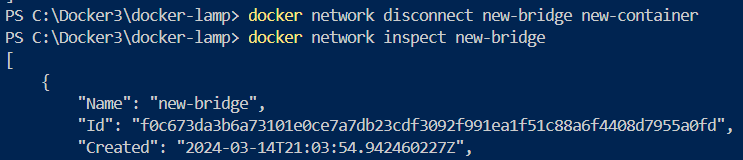 PS C:\Docker3\docker-lamp> docker network disconnect new-bridge new-container
PS C:\Docker3\docker-lamp> docker network inspect new-bridge
[
    {
        "Name": "new-bridge",
        "Id": "f0c673da3b6a73101e0ce7a7db23cdf3092f991ea1f51c88a6f4408d7955a0fd",
        "Created": "2024-03-14T21:03:54.942460227Z",